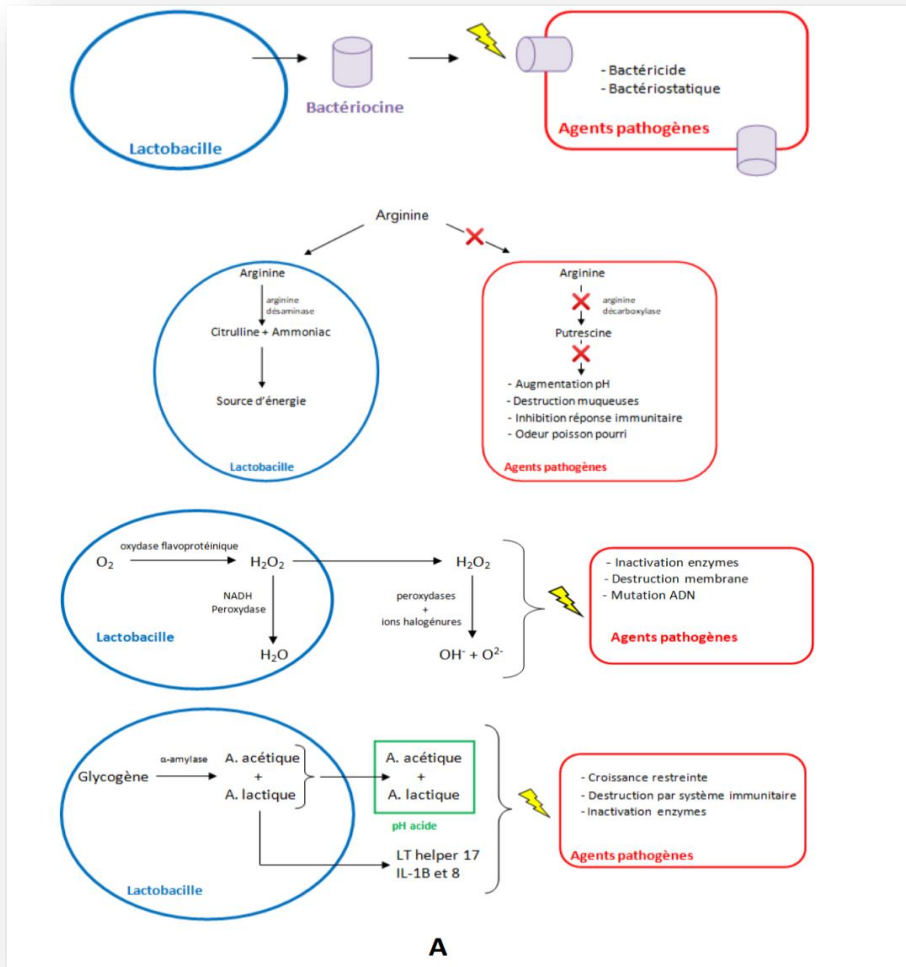 Bactériocine
Lactobacille
- Bactéricide
- Bactériostatique
Agents pathogènes
Arginine
Arginine
arginine
désaminase
Citrulline + Ammoniac
Source d'énergie
Lactobacille
Arginine
arginine
décarboxylase
Putrescine
- Augmentation pH
- Destruction muqueuses
- Inhibition réponse immunitaire
- Odeur poisson pourri
Agents pathogènes
O₂
oxydase flavoprotéinique
H₂O₂
NADH
Peroxydase
H₂O
Lactobacille
H₂O₂
peroxydases
+
ions halogénures
OH⁻ + O²⁻
- Inactivation enzymes
- Destruction membrane
- Mutation ADN
Agents pathogènes
Glycogène
α-amylase
A. acétique
+
A. lactique
Lactobacille
A. acétique
+
A. lactique
pH acide
LT helper 17
IL-1B et 8
- Croissance restreinte
- Destruction par système immunitaire
- Inactivation enzymes
Agents pathogènes
A